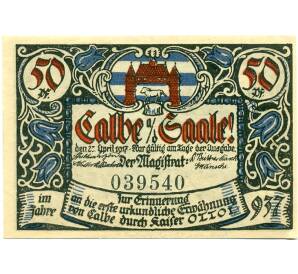 50 Pf. 50 Pf.
Calbe a/Saale!
den 2ten April 1917 · Nur gültig am Tage der Ausgabe.
Der Magistrat:
039540
im Jahre 937
Zur Erinnerung
an die erste urkundliche Erwähnung
von Calbe durch Kaiser OTTO I